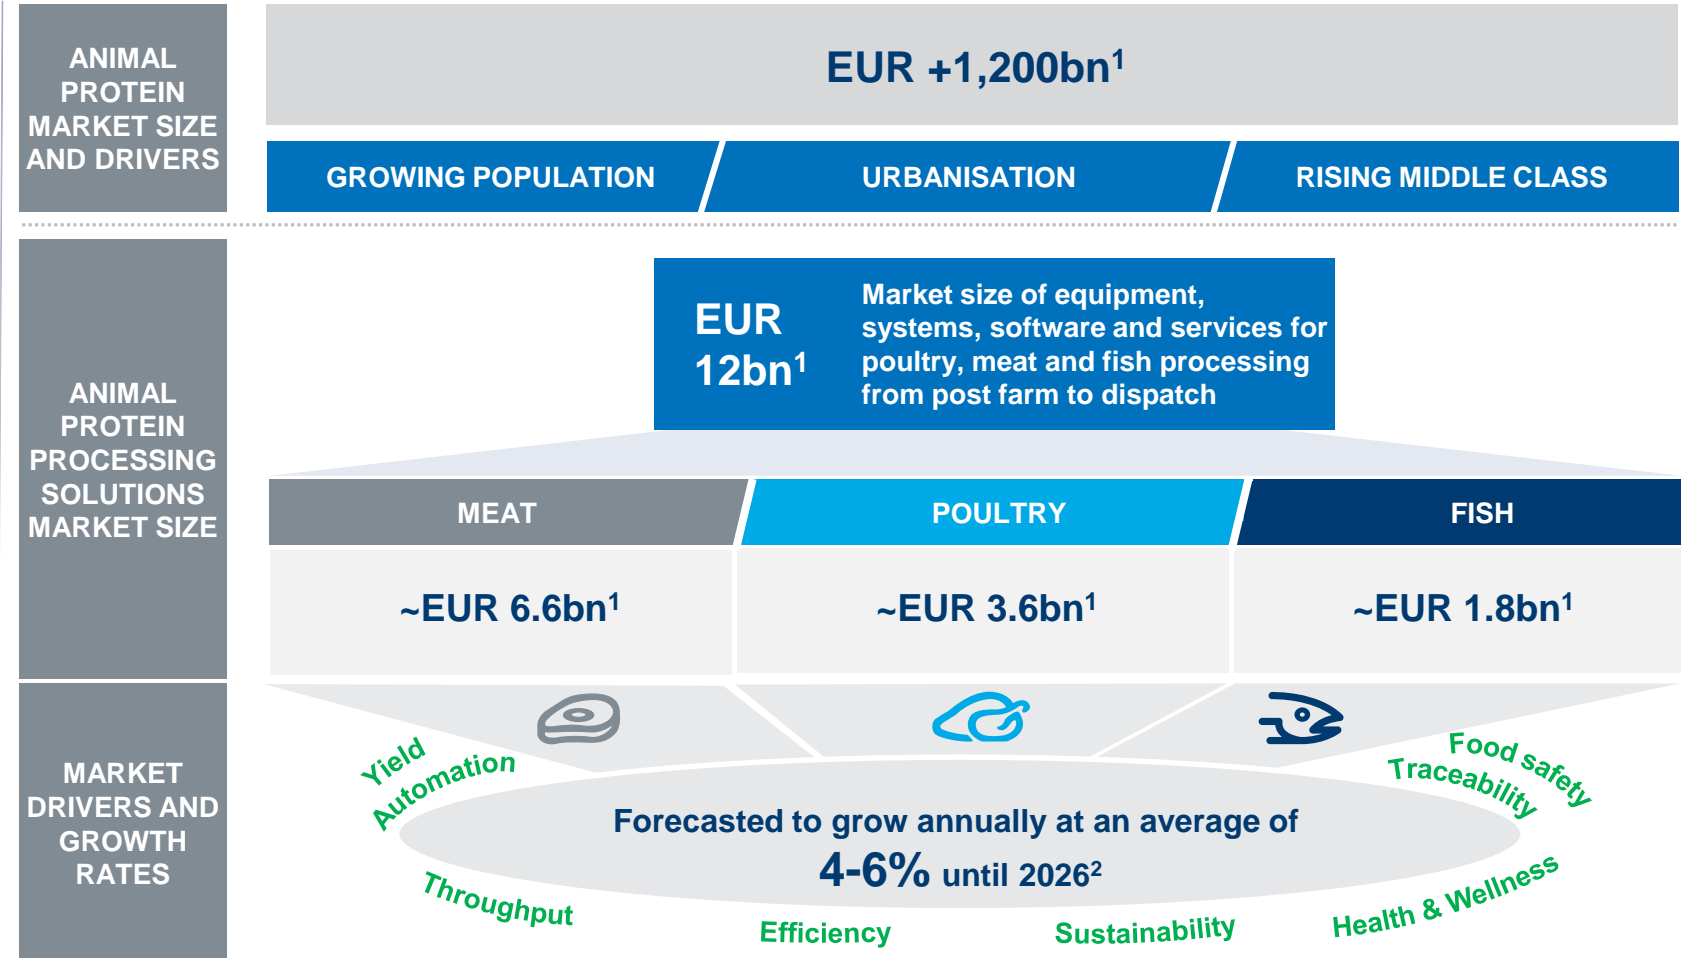 ANIMAL
PROTEIN
MARKET SIZE
AND DRIVERS
EUR +1,200bn¹
GROWING POPULATION
URBANISATION
RISING MIDDLE CLASS
ANIMAL
PROTEIN
PROCESSING
SOLUTIONS
MARKET SIZE
EUR
12bn¹
Market size of equipment,
systems, software and services for
poultry, meat and fish processing
from post farm to dispatch
MEAT
POULTRY
FISH
~EUR 6.6bn¹
~EUR 3.6bn¹
~EUR 1.8bn¹
MARKET
DRIVERS AND
GROWTH
RATES
Yield
Automation
Food safety
Traceability
Forecasted to grow annually at an average of
4-6% until 2026²
Throughput
Efficiency
Sustainability
Health & Wellness